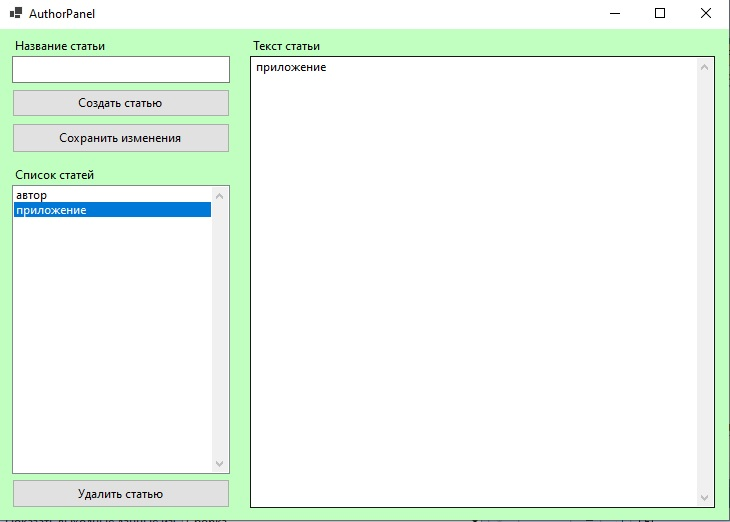 AuthorPanel
Название статьи
Создать статью
Сохранить изменения
Список статей
автор
приложение
Удалить статью
Текст статьи
приложение